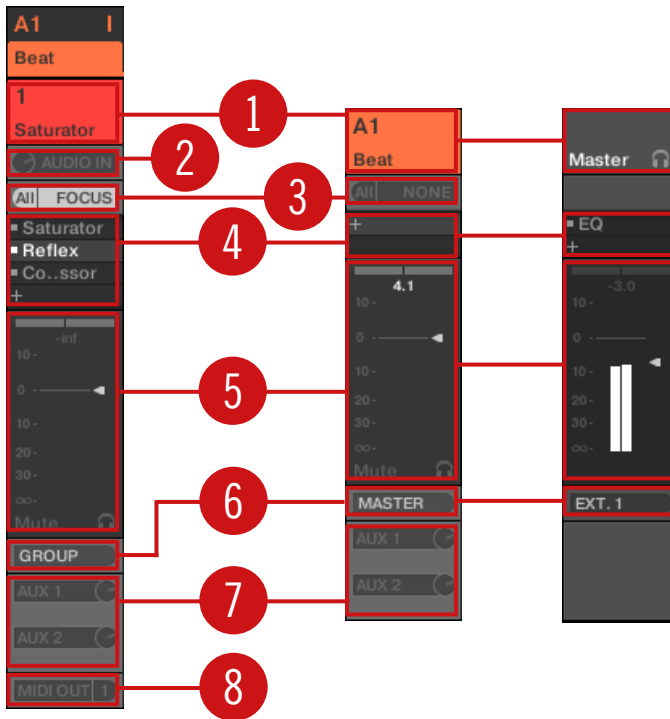 A1 I
Beat
1
Saturator
AUDIO IN
All FOCUS
Saturator
Reflex
Co..ssor
+
-inf
10 -
0 -
10 -
20 -
30 -
∞ -
Mute
GROUP
AUX 1
AUX 2
MIDI OUT 1
1
2
3
4
5
6
7
8
A1
Beat
All NONE
+
4.1
10 -
0 -
10 -
20 -
30 -
∞ -
Mute
MASTER
AUX 1
AUX 2
Master
EQ
+
-3.0
10 -
0 -
10 -
20 -
30 -
∞ -
EXT. 1